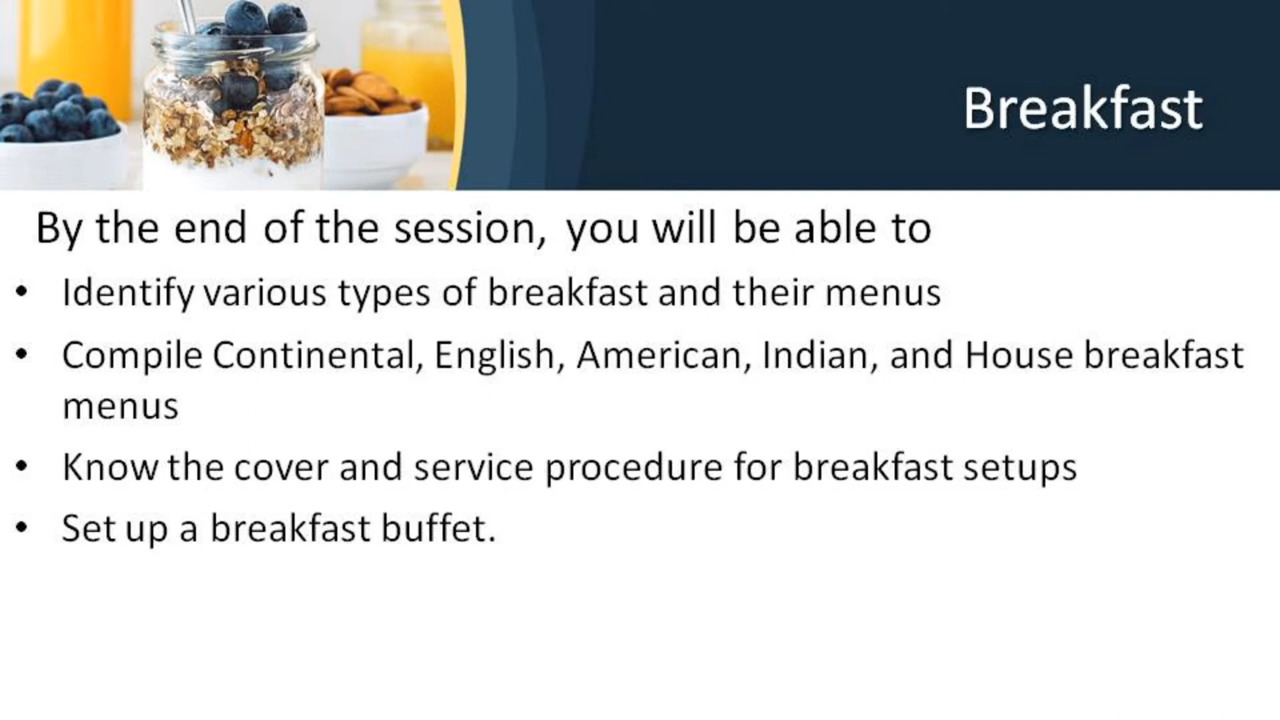 Breakfast
By the end of the session, you will be able to
• Identify various types of breakfast and their menus
• Compile Continental, English, American, Indian, and House breakfast
menus
• Know the cover and service procedure for breakfast setups
• Set up a breakfast buffet.